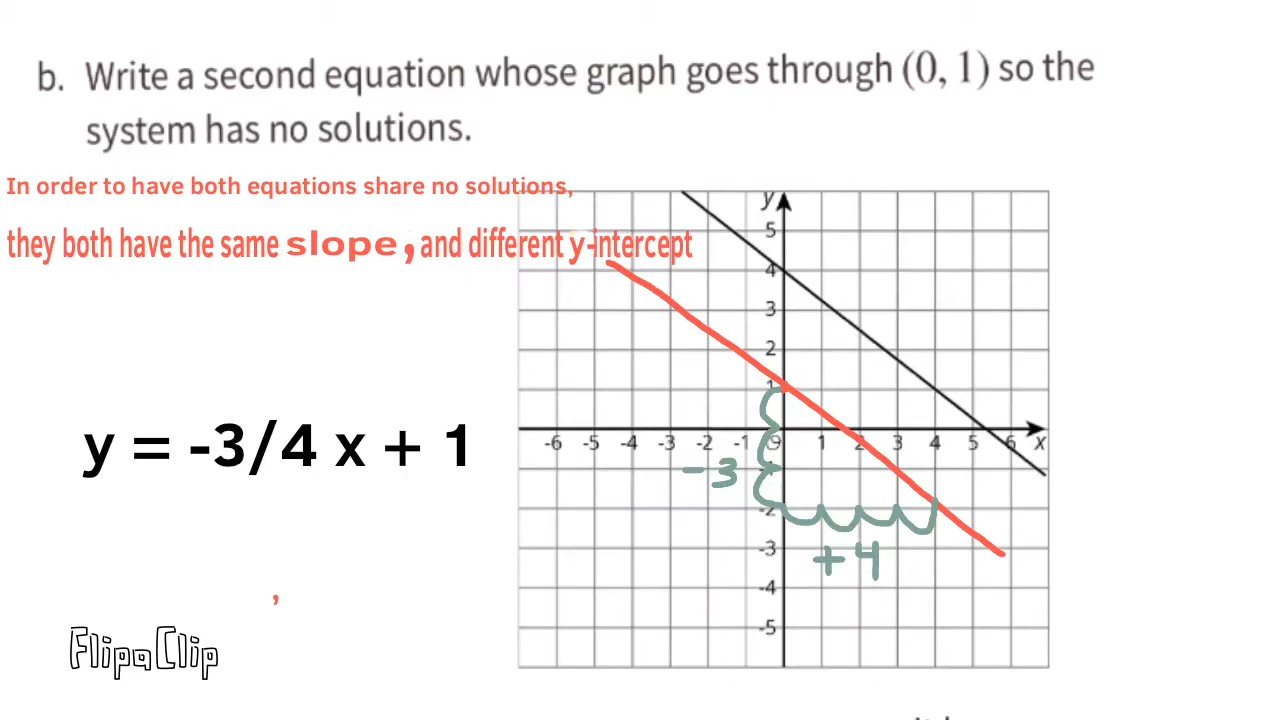 b. Write a second equation whose graph goes through (0, 1) so the
system has no solutions.
In order to have both equations share no solutions,
they both have the same slope, and different y-intercept
y
5
4
3
2
1
-6 -5 -4 -3 -2 -1 0 1 2 3 4 5 6 x
-1
-2
-3
-4
-5
y = -3/4 x + 1
-3
+4
,
FlipaClip